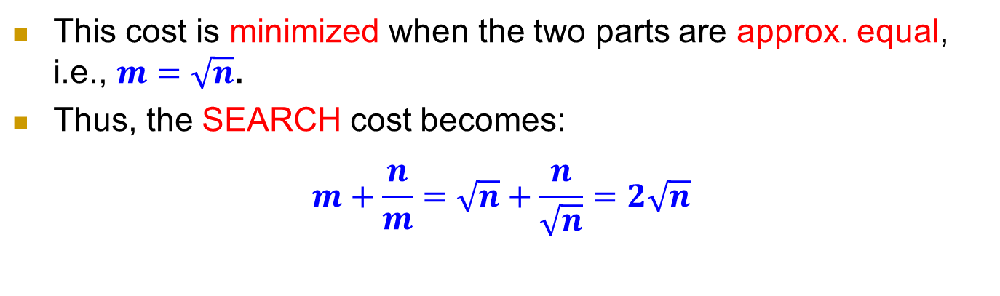 ▪ This cost is minimized when the two parts are approx. equal,
i.e., m = √n.
▪ Thus, the SEARCH cost becomes:
m + n/m = √n + n/√n = 2√n